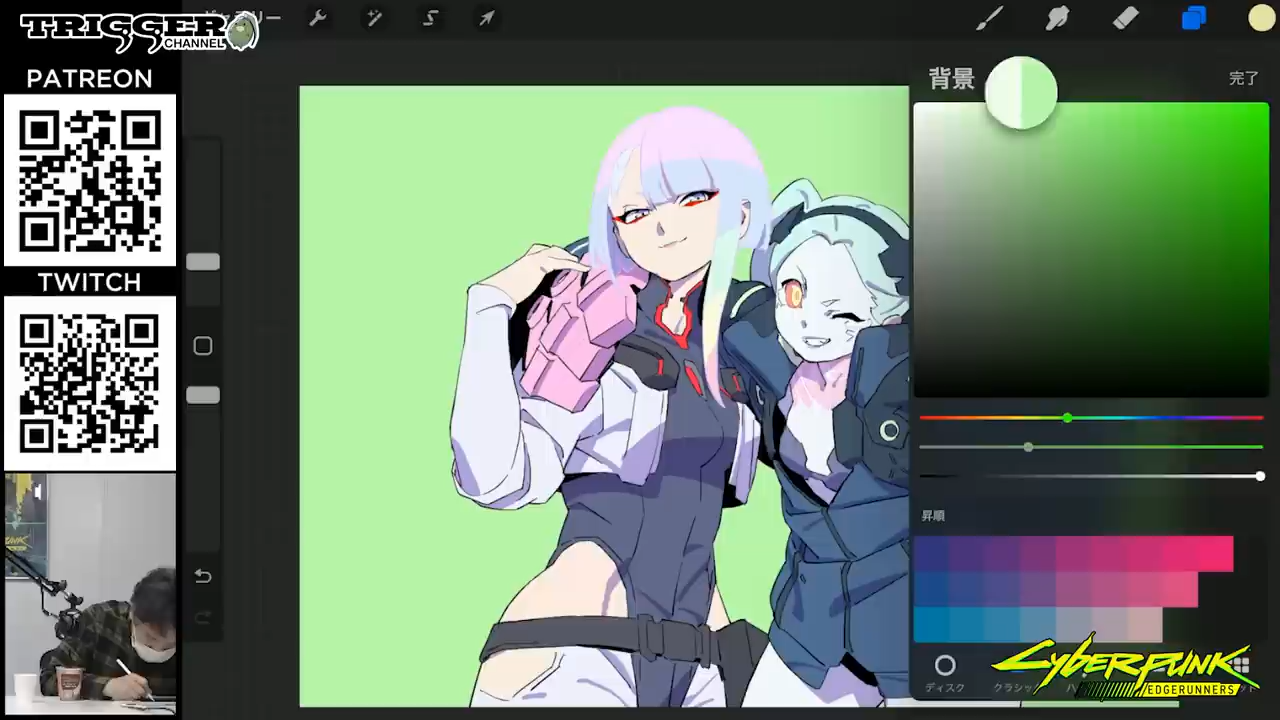 TRIGGER
CHANNEL
PATREON
TWITCH
背景
完了
昇順
ディスク
クラシック
CYBERPUNK
EDGERUNNERS